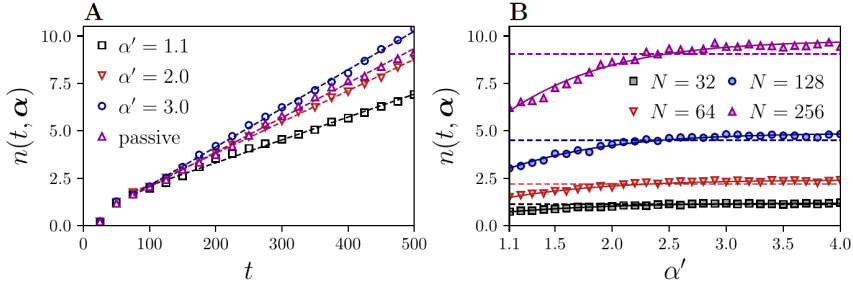 A
10.0
7.5
5.0
2.5
0.0
n(t, α)
α′ = 1.1
α′ = 2.0
α′ = 3.0
passive
0 100 200 300 400 500
t
B
10.0
7.5
5.0
2.5
0.0
n(t, α)
N = 32 N = 128
N = 64 N = 256
1.1 1.5 2.0 2.5 3.0 3.5 4.0
α′